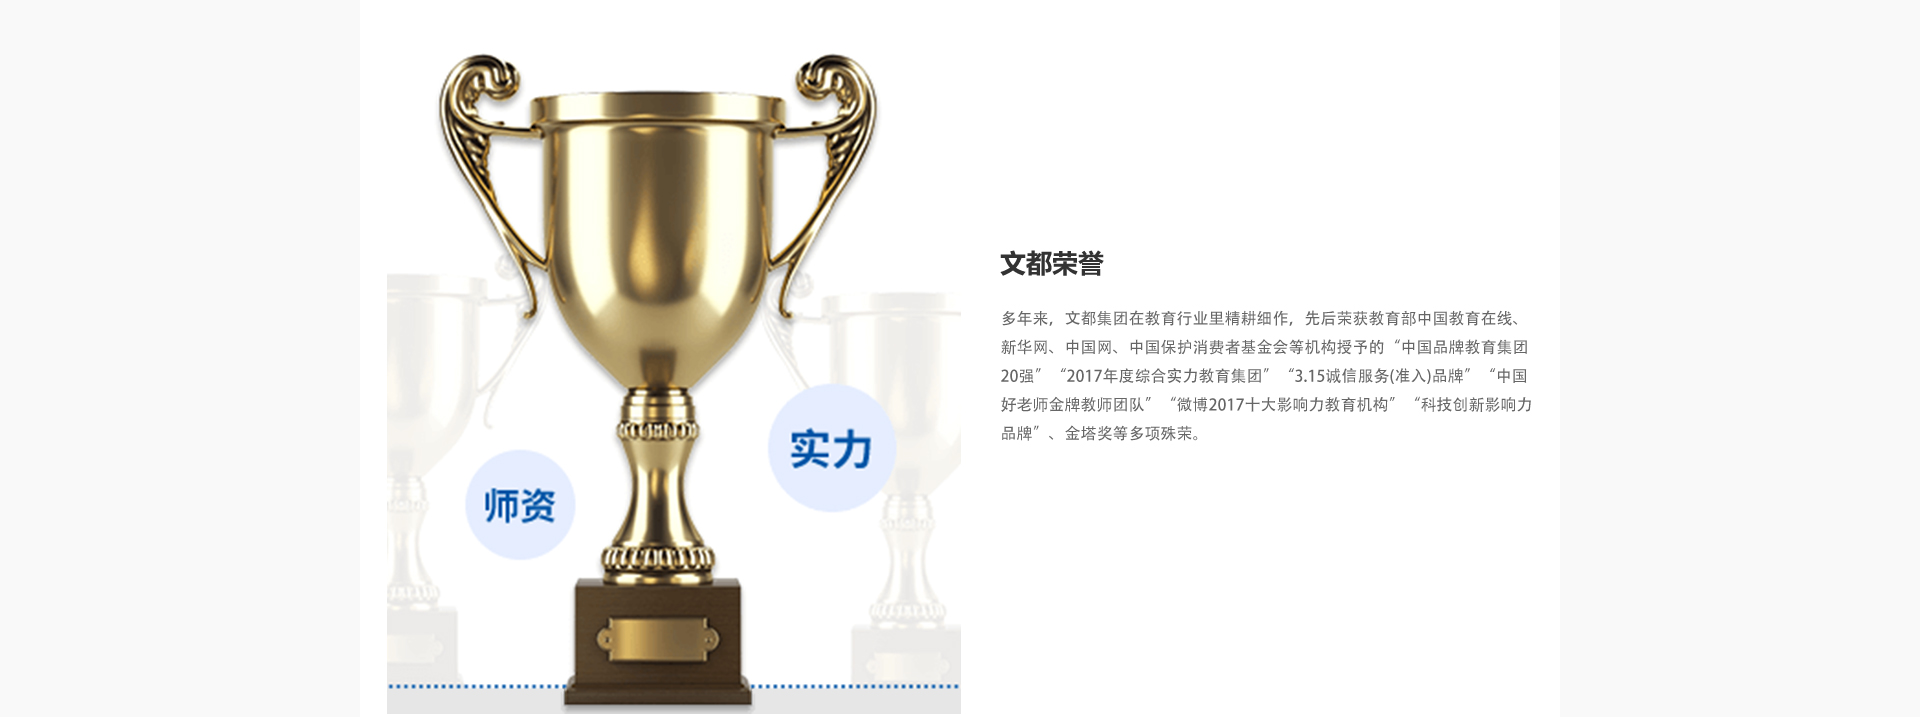 实力
师资
文都荣誉
多年来，文都集团在教育行业里精耕细作，先后荣获教育部中国教育在线、
新华网、中国网、中国保护消费者基金会等机构授予的“中国品牌教育集团
20强”“2017年度综合实力教育集团”“3.15诚信服务(准入)品牌”“中国
好老师金牌教师团队”“微博2017十大影响力教育机构”“科技创新影响力
品牌”、金塔奖等多项殊荣。